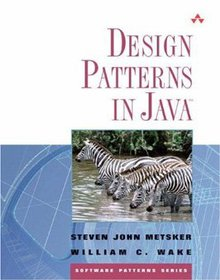 DESIGN
PATTERNS
IN JAVA™
STEVEN JOHN METSKER
WILLIAM C. WAKE
SOFTWARE PATTERNS SERIES